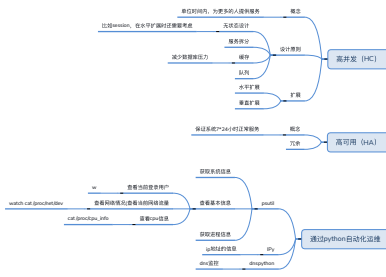 单位时间内，为更多的人提供服务
概念
比如session，在水平扩展时还需要考虑
无状态设计
服务拆分
减少数据库压力
缓存
队列
设计原则
水平扩展
垂直扩展
扩展
高并发（HC）
保证系统7*24小时正常服务
概念
冗余
高可用（HA）
获取系统信息
w
查看当前登录用户
watch cat /proc/net/dev
查看网络情况|查看当前网络流量
cat /proc/cpu_info
查看cpu信息
查看基本信息
获取进程信息
psutil
ip地址的信息
IPy
dns监控
dnspython
通过python自动化运维